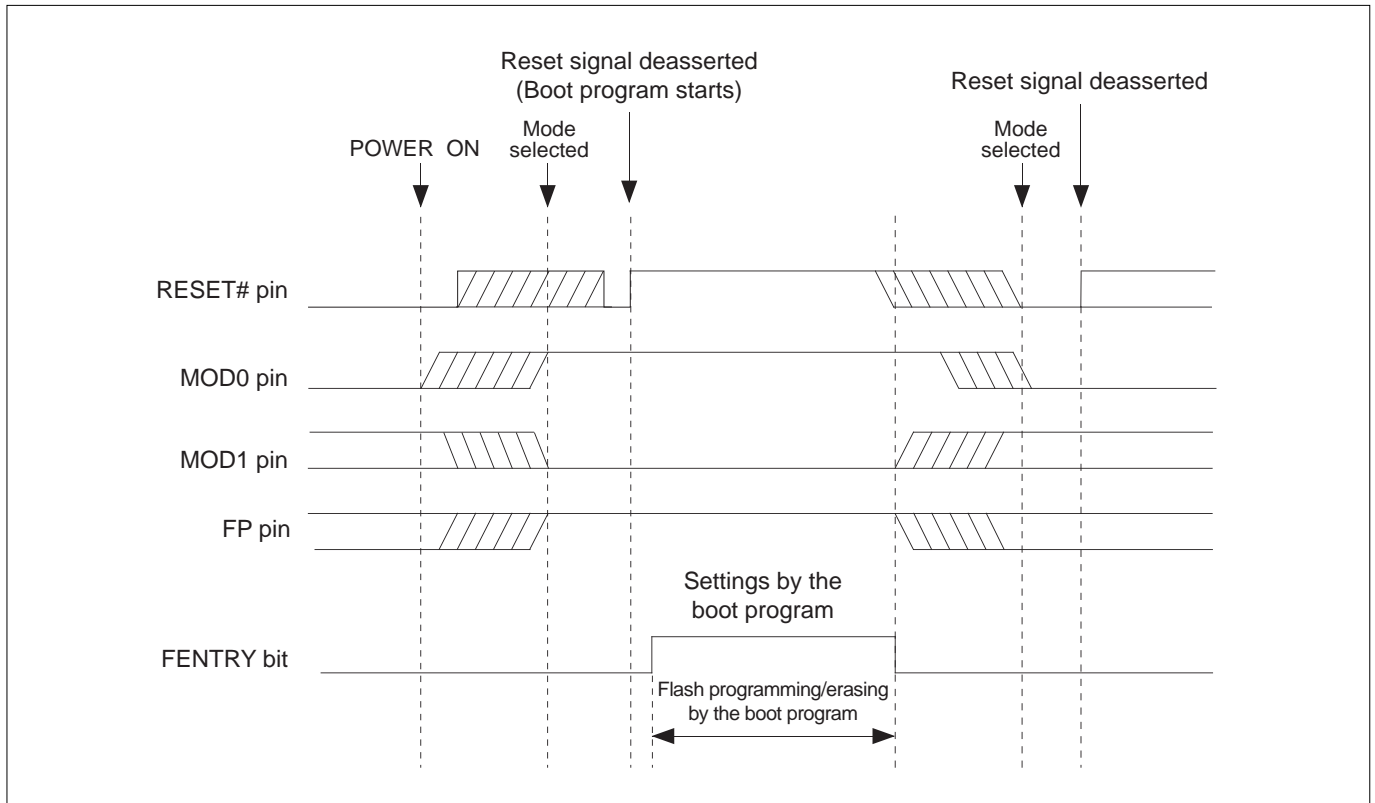 Reset signal deasserted
(Boot program starts)
Reset signal deasserted
Mode
selected
Mode
selected
POWER ON
RESET# pin
MOD0 pin
MOD1 pin
FP pin
Settings by the
boot program
FENTRY bit
Flash programming/erasing
by the boot program